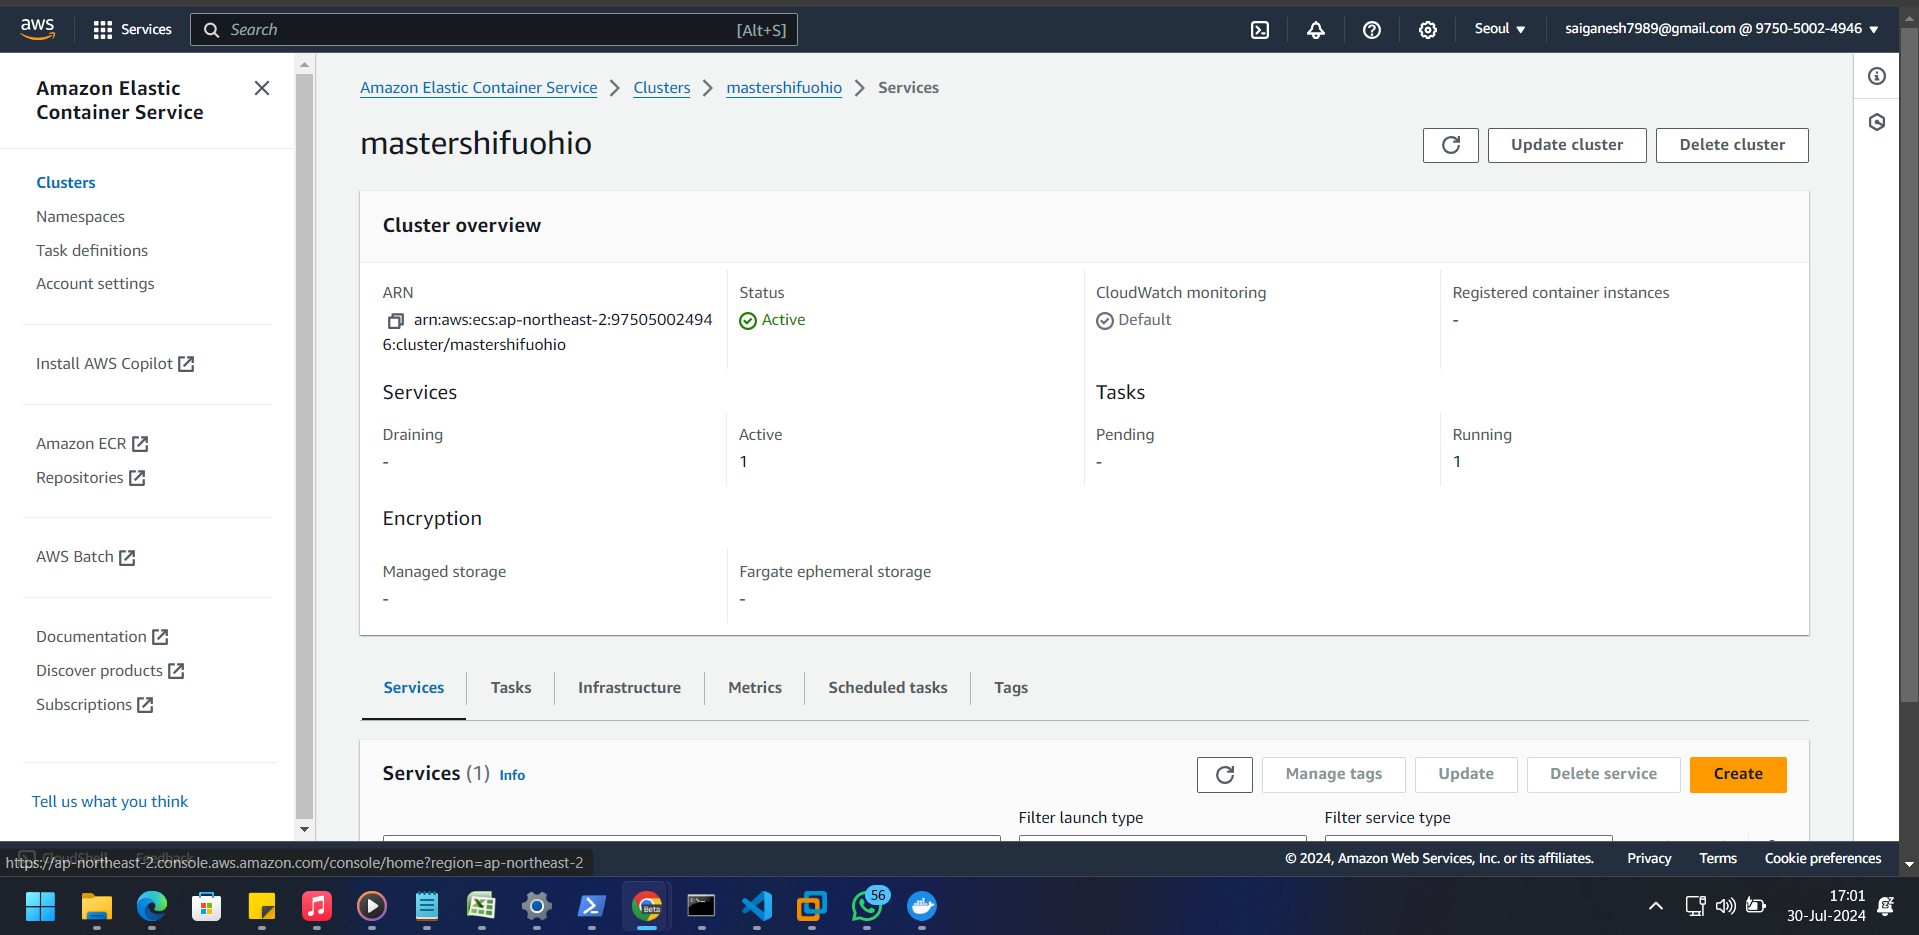 aws
Services
Search
[Alt+S]
Seoul ▼
saiganesh7989@gmail.com @ 9750-5002-4946 ▼
Amazon Elastic
Container Service
Clusters
Namespaces
Task definitions
Account settings
Install AWS Copilot
Amazon ECR
Repositories
AWS Batch
Documentation
Discover products
Subscriptions
Tell us what you think
Amazon Elastic Container Service > Clusters > mastershifuohio > Services
mastershifuohio
Update cluster
Delete cluster
Cluster overview
ARN
arn:aws:ecs:ap-northeast-2:97505002494
6:cluster/mastershifuohio
Status
Active
CloudWatch monitoring
Default
Registered container instances
-
Services
Tasks
Draining
-
Active
1
Pending
-
Running
1
Encryption
Managed storage
-
Fargate ephemeral storage
-
Services
Tasks
Infrastructure
Metrics
Scheduled tasks
Tags
Services (1) Info
Manage tags
Update
Delete service
Create
Filter launch type
Filter service type
CloudShell
Feedback
https://ap-northeast-2.console.aws.amazon.com/console/home?region=ap-northeast-2
© 2024, Amazon Web Services, Inc. or its affiliates.
Privacy
Terms
Cookie preferences
Beta
56
17:01
30-Jul-2024